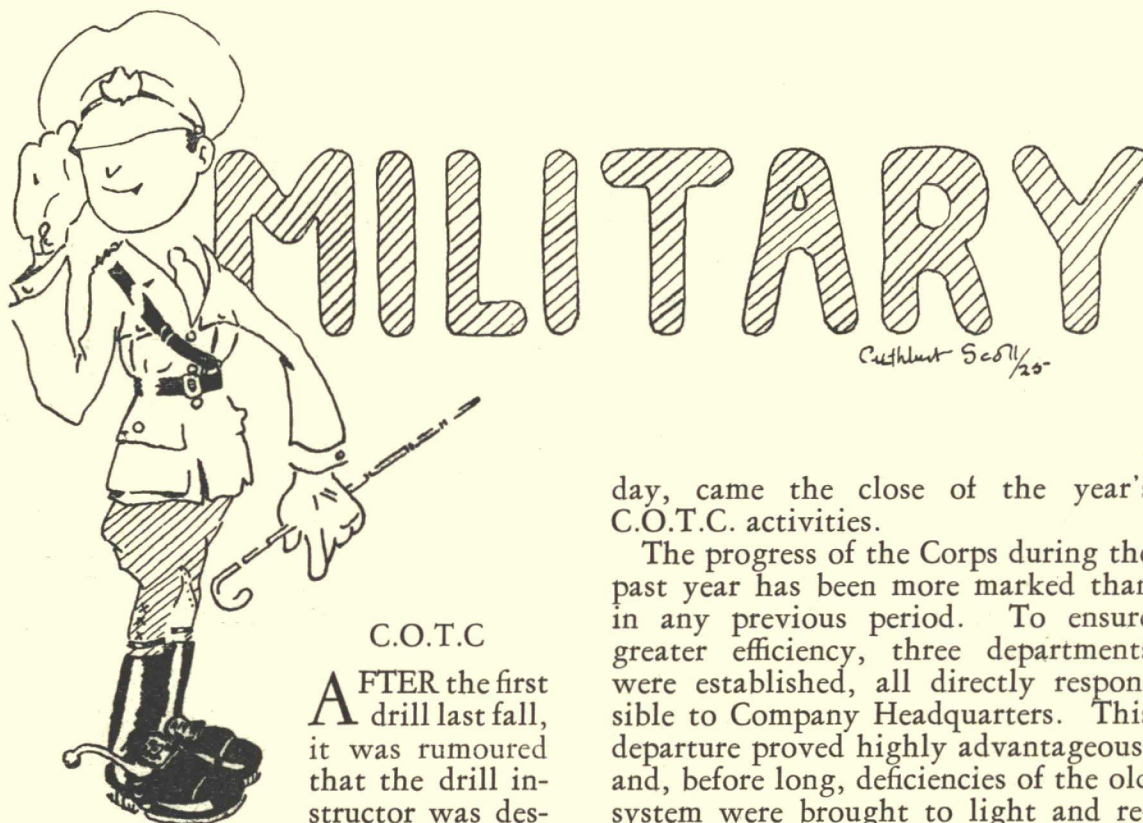 MILITARY
Cuthbert Scott/25
C.O.T.C
AFTER the first
drill last fall,
it was rumoured
that the drill in-
structor was des-
day, came the close of the year's
C.O.T.C. activities.
The progress of the Corps during the
past year has been more marked than
in any previous period. To ensure
greater efficiency, three departments
were established, all directly respon
sible to Company Headquarters. This
departure proved highly advantageous
and, before long, deficiencies of the old
system were brought to light and re